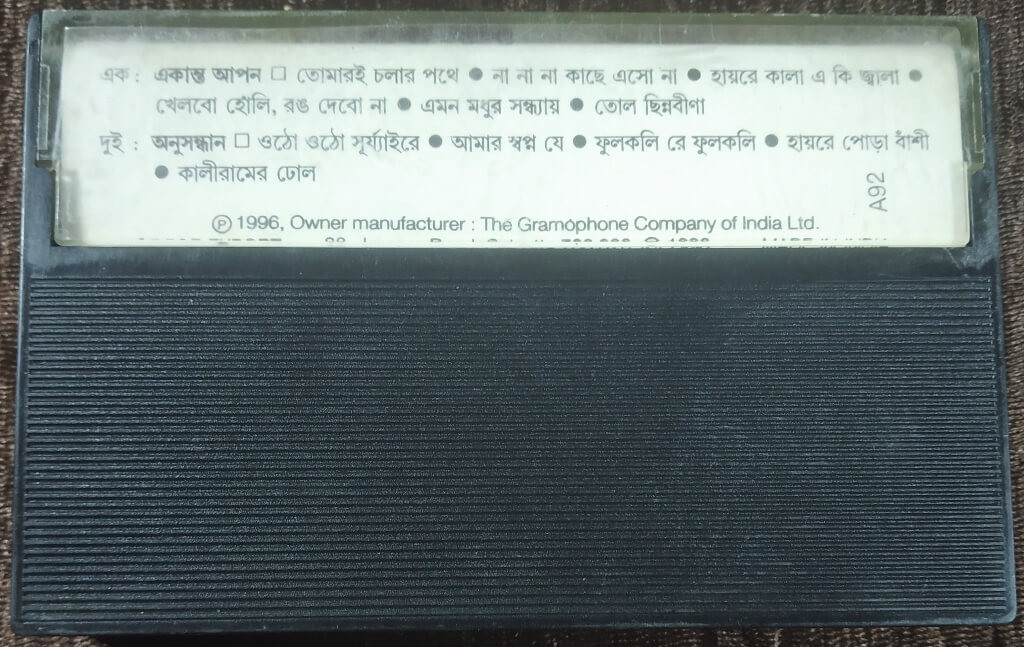 এক : একান্ত আপন □ তোমারই চলার পথে ● না না না কাছে এসো না ● হায়রে কালা এ কি জ্বালা ●
খেলবো হোলি, রঙ দেবো না ● এমন মধুর সন্ধ্যায় ● তোল ছিন্নবীণা
দুই : অনুসন্ধান □ ওঠো ওঠো সূর্য্যাইরে ● আমার স্বপ্ন যে ● ফুলকলি রে ফুলকলি ● হায়রে পোড়া বাঁশী
● কালীরামের ঢোল
A92
Ⓟ 1996, Owner manufacturer : The Gramophone Company of India Ltd.